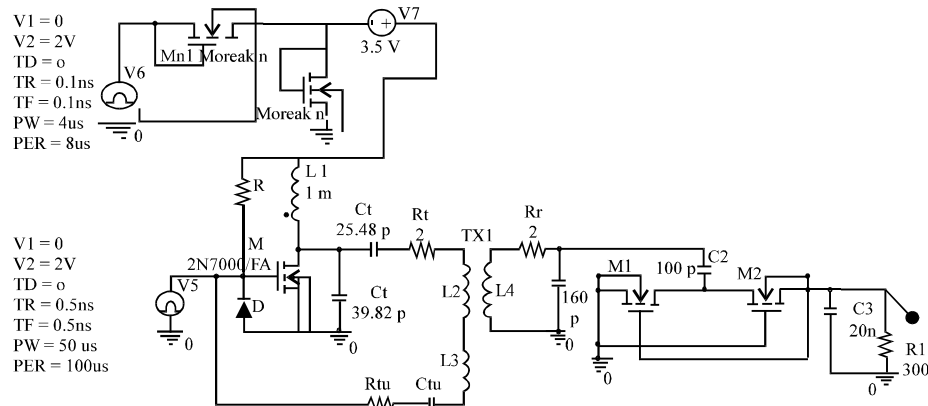 V1 = 0
V2 = 2V
TD = o
TR = 0.1ns
TF = 0.1ns
PW = 4us
PER = 8us
V6
0
Mn1 Moreak n
V7
3.5 V
Moreak n
0
R
L 1
1 m
V1 = 0
V2 = 2V
TD = o
TR = 0.5ns
TF = 0.5ns
PW = 50 us
PER = 100us
V5
0
M
2N7000/FA
D
0
Ct
25.48 p
Ct
39.82 p
Rt
2
TX1
L2
L4
L3
Rtu
Ctu
Rr
2
160
p
0
C2
100 p
M1
M2
0
C3
20n
R1
300
0